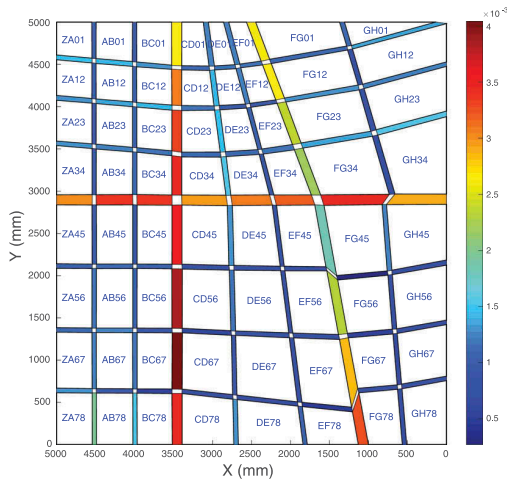 ×10⁻³
5000
ZA01 AB01 BC01 CD01 DE01 EF01 FG01 GH01
4500
ZA12 AB12 BC12 CD12 DE12 EF12 FG12 GH12
4000
ZA23 AB23 BC23 CD23 DE23 EF23 FG23 GH23
3500
ZA34 AB34 BC34 CD34 DE34 EF34 FG34 GH34
3000
2500
ZA45 AB45 BC45 CD45 DE45 EF45 FG45 GH45
2000
ZA56 AB56 BC56 CD56 DE56 EF56 FG56 GH56
1500
1000
ZA67 AB67 BC67 CD67 DE67 EF67 FG67 GH67
500
ZA78 AB78 BC78 CD78 DE78 EF78 FG78 GH78
0
Y (mm)
5000 4500 4000 3500 3000 2500 2000 1500 1000 500 0
X (mm)
4
3.5
3
2.5
2
1.5
1
0.5